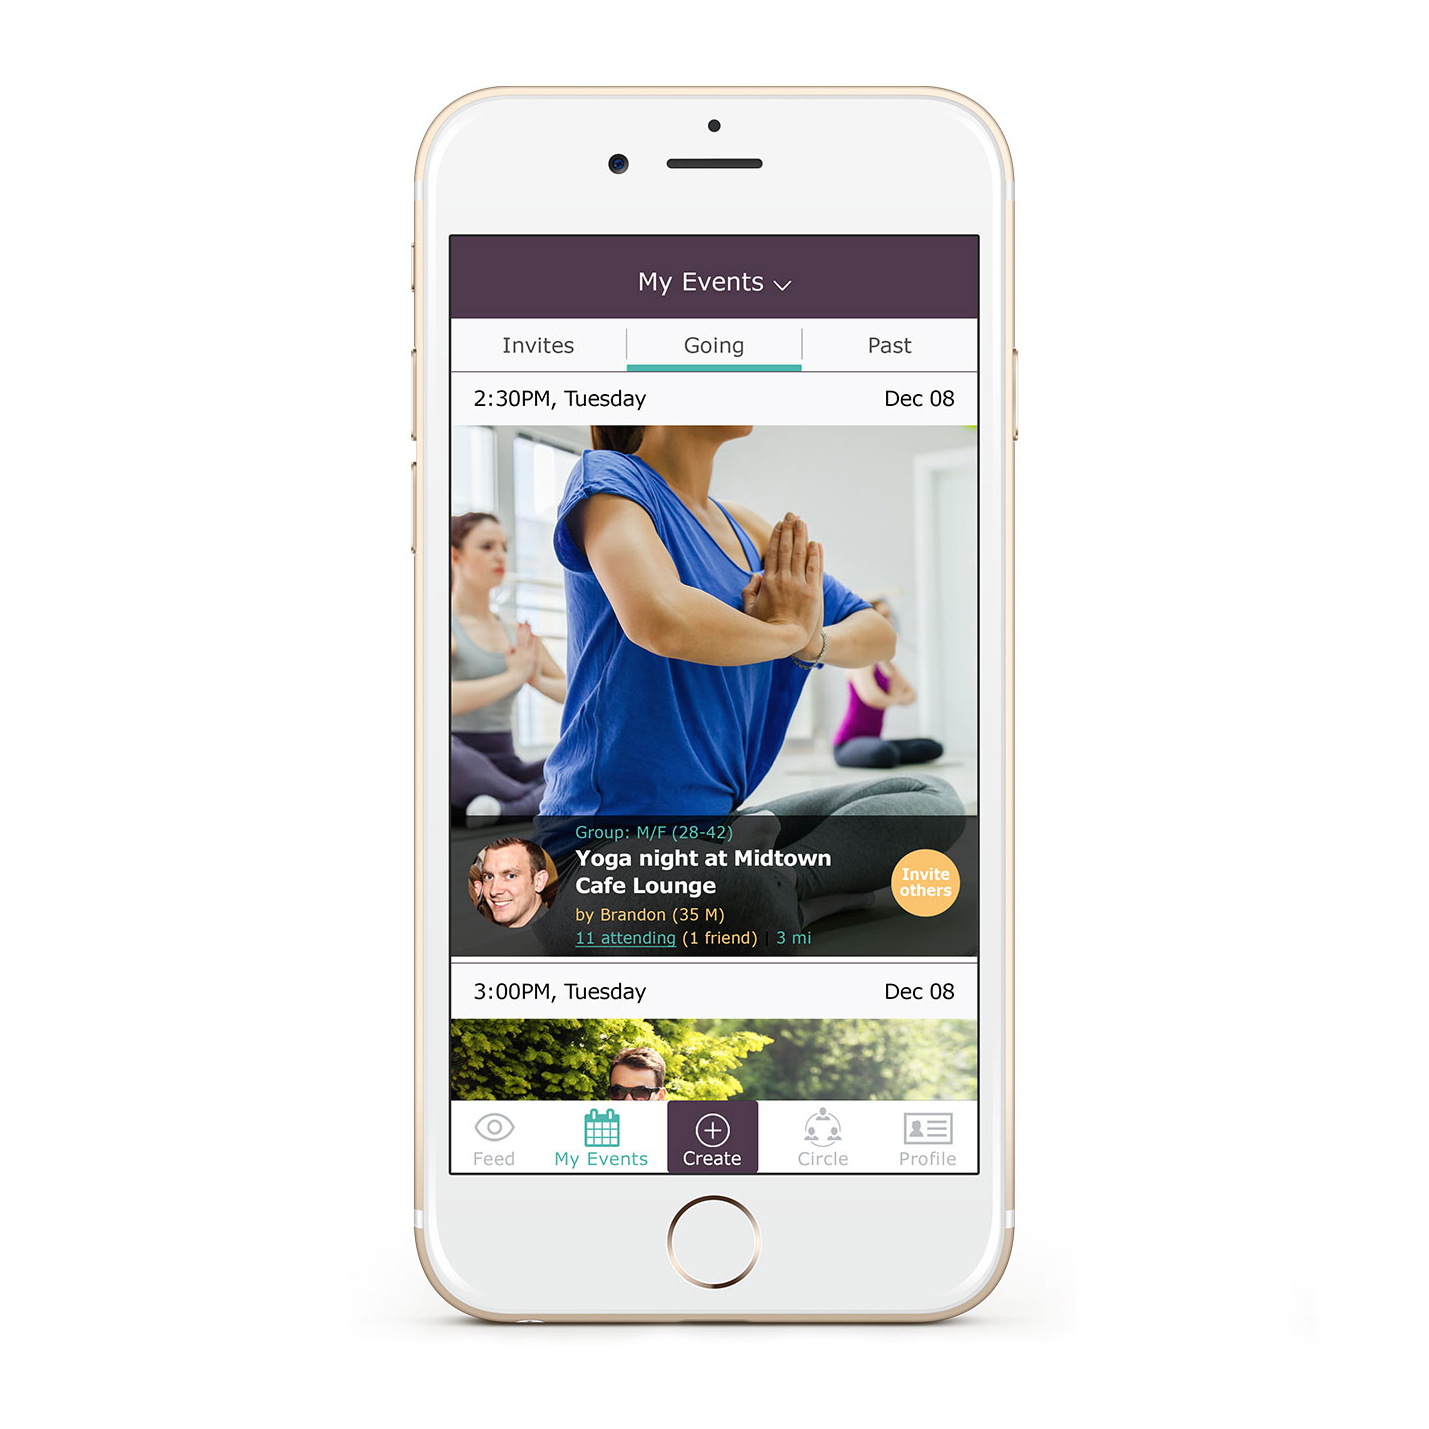 My Events
Invites Going Past
2:30PM, Tuesday Dec 08
Group: M/F (28-42)
Yoga night at Midtown
Cafe Lounge
by Brandon (35 M)
11 attending (1 friend) | 3 mi
Invite
others
3:00PM, Tuesday Dec 08
Feed My Events Create Circle Profile